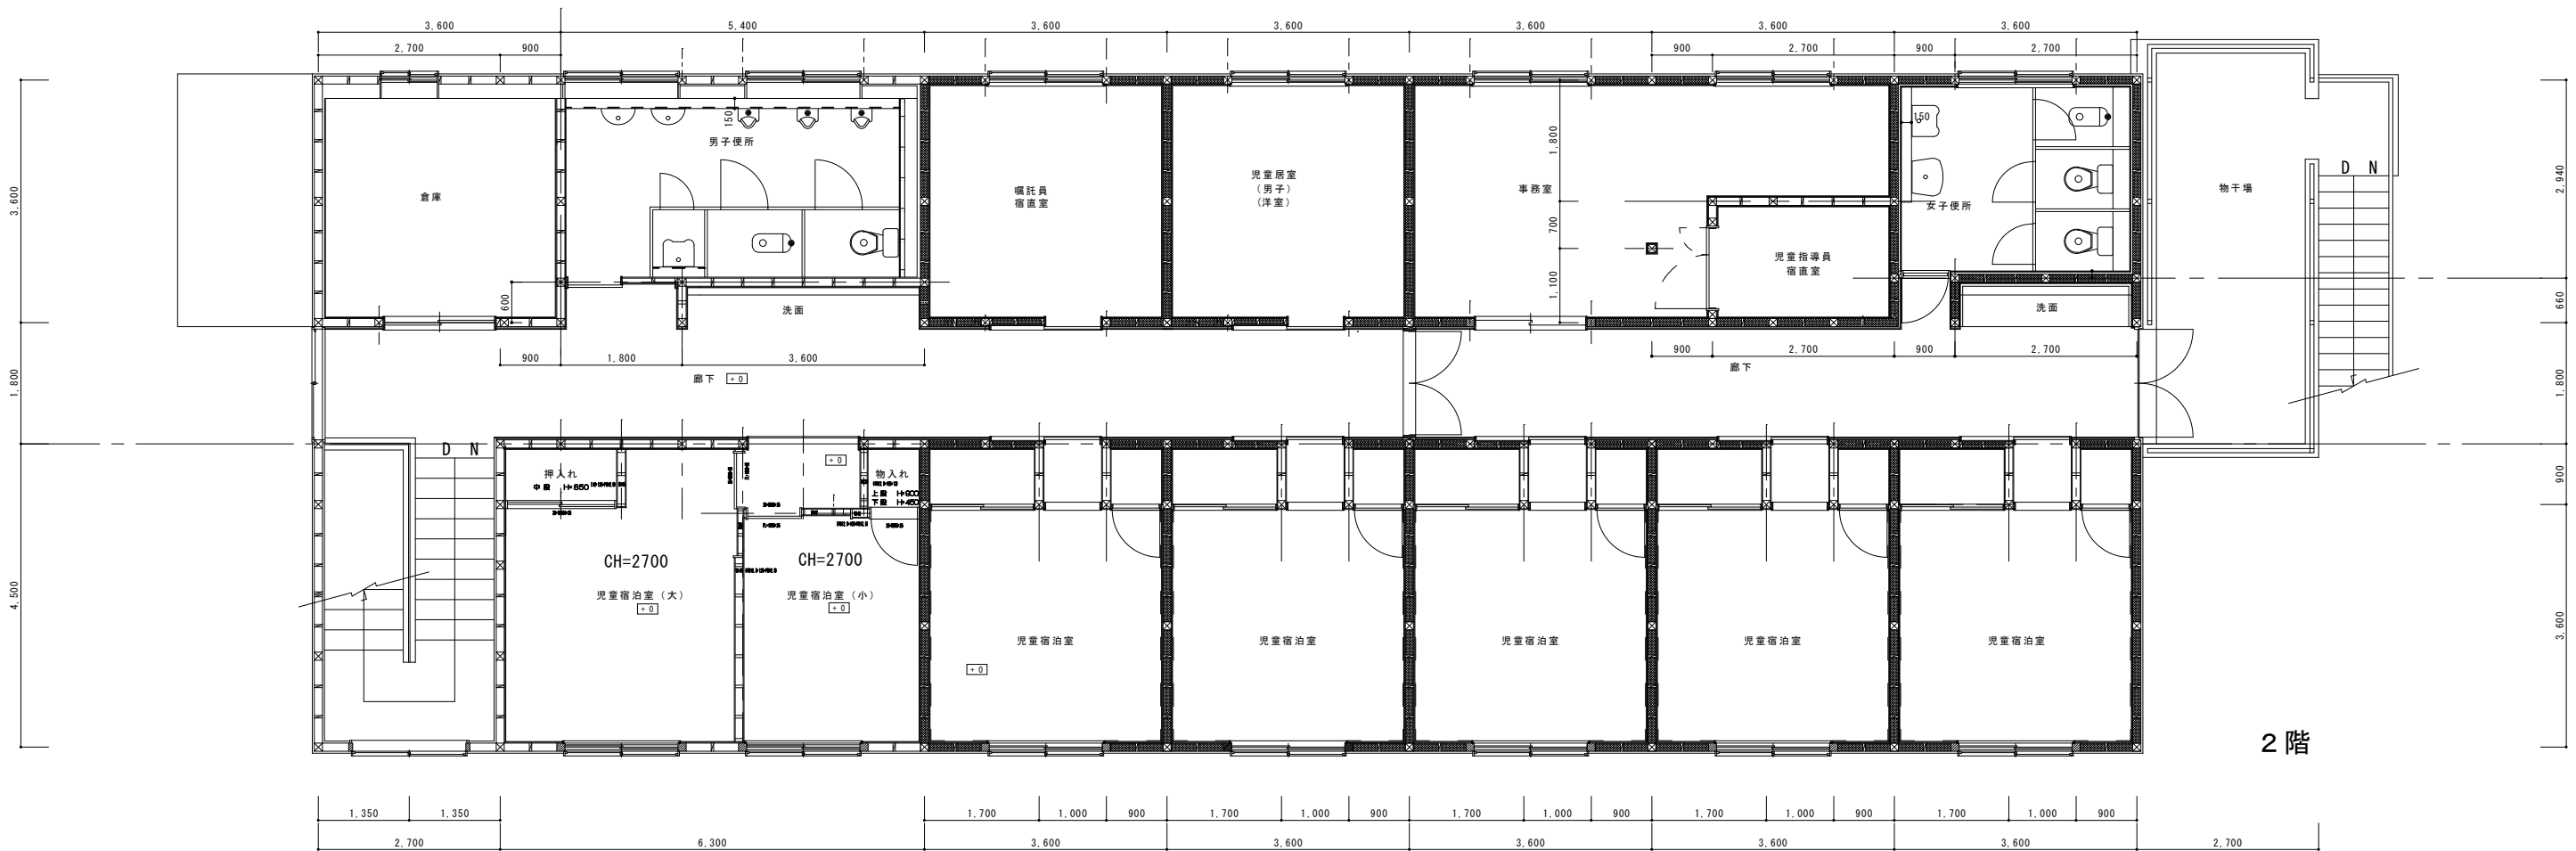 3,600
5,400
3,600
3,600
3,600
3,600
3,600
2,700
900
900
2,700
900
2,700
3,600
1,800
4,500
2,940
660
1,800
900
3,600
倉庫
男子便所
150
嘱託員
宿直室
児童居室
(男子)
(洋室)
事務室
1,800
700
1,100
児童指導員
宿直室
150
女子便所
物干場
D N
洗面
600
洗面
900
1,800
3,600
900
2,700
900
2,700
廊下
+0
廊下
D N
押入れ
中段 H=850
+0
物入れ
上段 H=900
下段 H=450
CH=2700
児童宿泊室(大)
+0
CH=2700
児童宿泊室(小)
+0
児童宿泊室
+0
児童宿泊室
児童宿泊室
児童宿泊室
児童宿泊室
2階
1,350
1,350
1,700
1,000
900
1,700
1,000
900
1,700
1,000
900
1,700
1,000
900
1,700
1,000
900
2,700
6,300
3,600
3,600
3,600
3,600
3,600
2,700